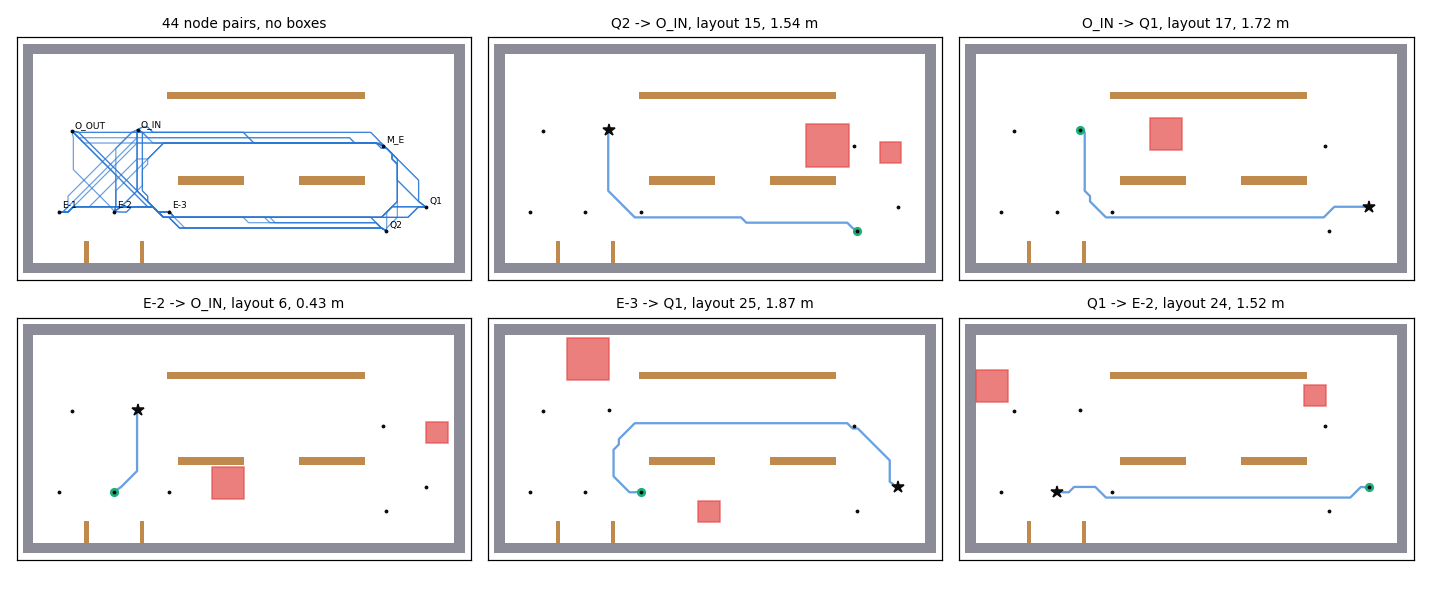 44 node pairs, no boxes
Q2 -> O_IN, layout 15, 1.54 m
O_IN -> Q1, layout 17, 1.72 m
O_OUT
O_IN
M_E
E-1
E-2
E-3
Q1
Q2
E-2 -> O_IN, layout 6, 0.43 m
E-3 -> Q1, layout 25, 1.87 m
Q1 -> E-2, layout 24, 1.52 m